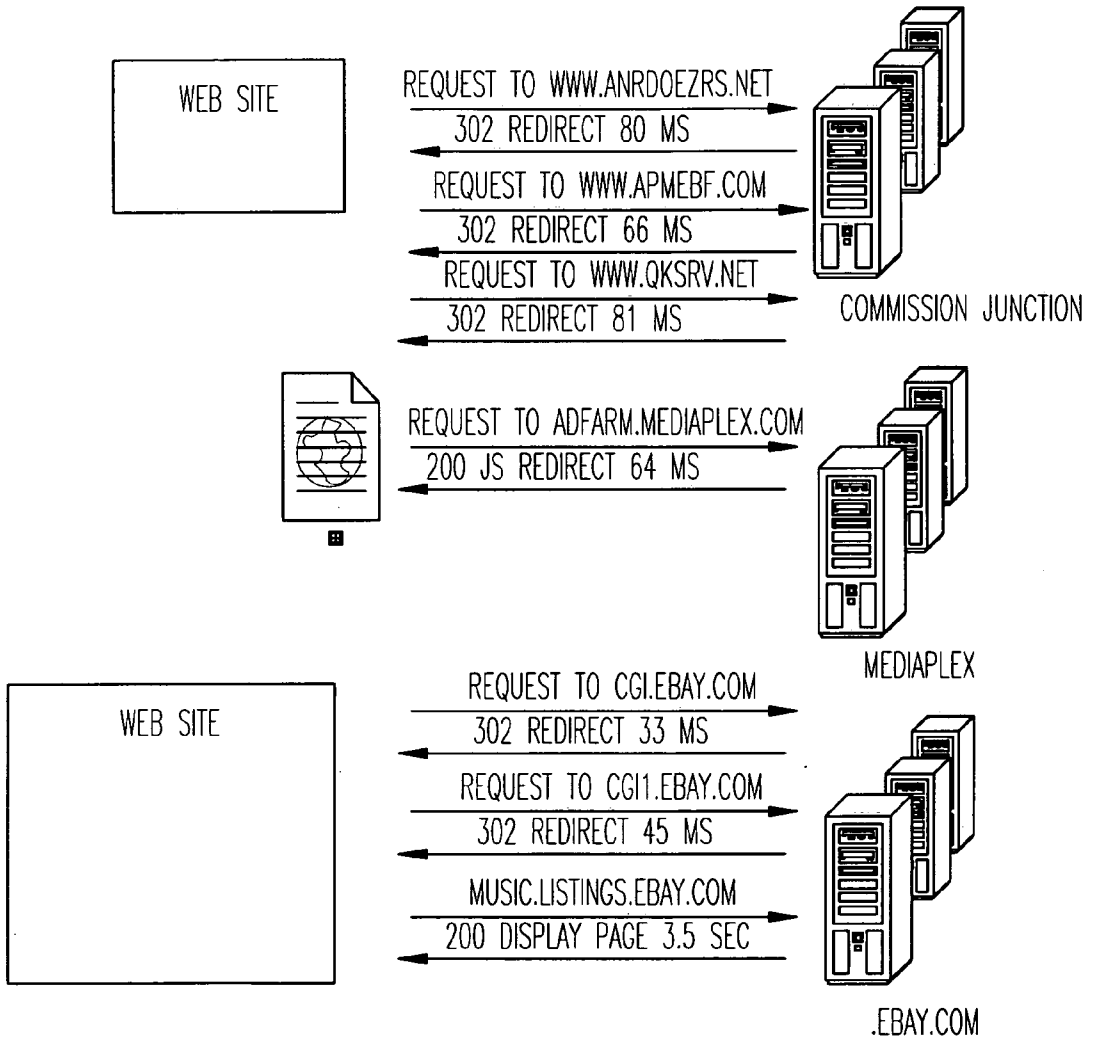 WEB SITE
REQUEST TO WWW.ANRDOEZRS.NET
302 REDIRECT 80 MS
REQUEST TO WWW.APMEBF.COM
302 REDIRECT 66 MS
REQUEST TO WWW.QKSRV.NET
302 REDIRECT 81 MS
COMMISSION JUNCTION
REQUEST TO ADFARM.MEDIAPLEX.COM
200 JS REDIRECT 64 MS
MEDIAPLEX
WEB SITE
REQUEST TO CGI.EBAY.COM
302 REDIRECT 33 MS
REQUEST TO CGI1.EBAY.COM
302 REDIRECT 45 MS
MUSIC.LISTINGS.EBAY.COM
200 DISPLAY PAGE 3.5 SEC
.EBAY.COM